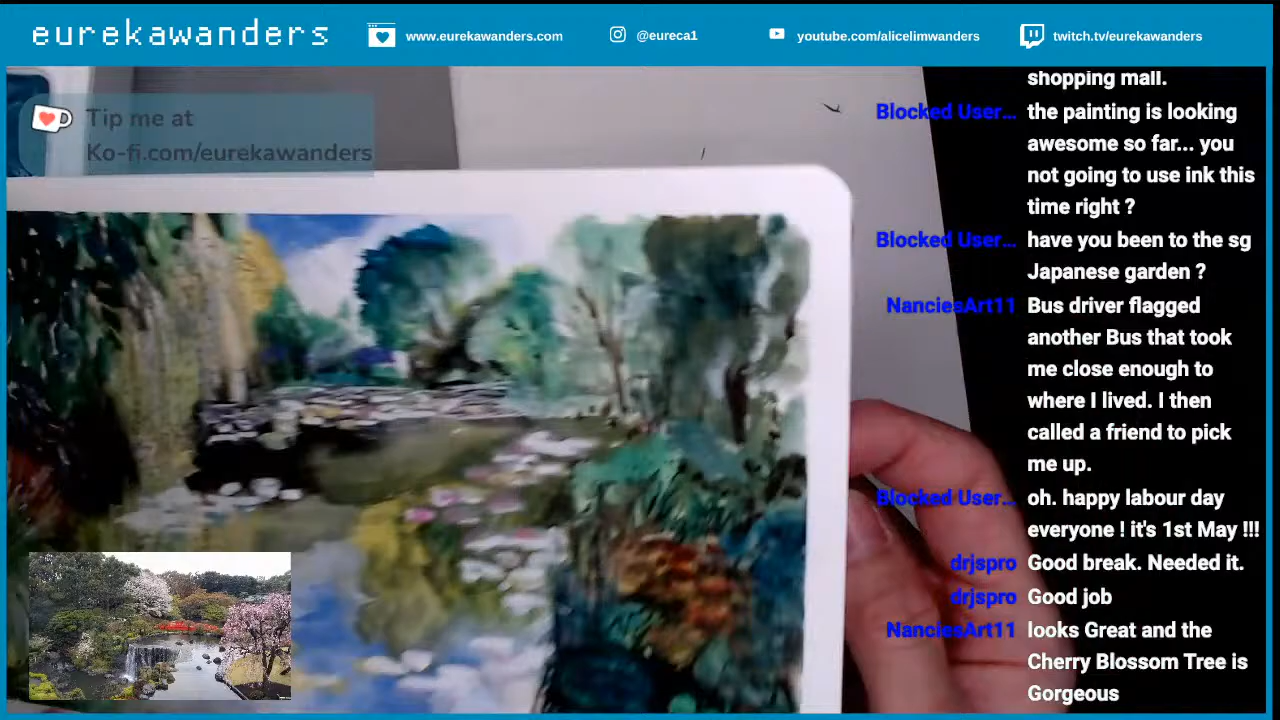 eurekawanders
www.eurekawanders.com
@eureca1
youtube.com/alicelimwanders
twitch.tv/eurekawanders
Tip me at
Ko-fi.com/eurekawanders
shopping mall.
Blocked User... the painting is looking
awesome so far... you
not going to use ink this
time right ?
Blocked User... have you been to the sg
Japanese garden ?
NanciesArt11 Bus driver flagged
another Bus that took
me close enough to
where I lived. I then
called a friend to pick
me up.
Blocked User... oh. happy labour day
everyone ! it's 1st May !!!
drjspro Good break. Needed it.
drjspro Good job
NanciesArt11 looks Great and the
Cherry Blossom Tree is
Gorgeous